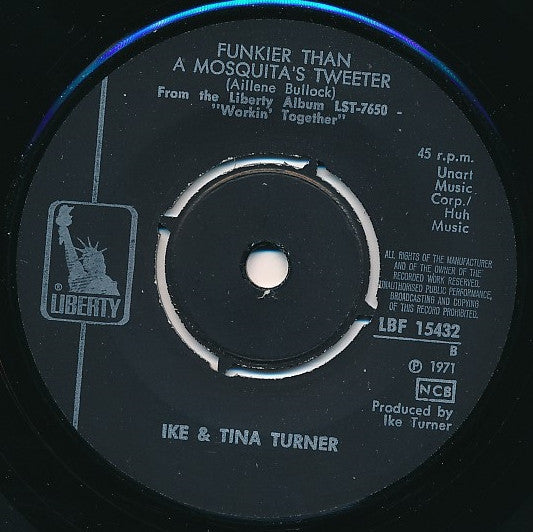 FUNKIER THAN
A MOSQUITA'S TWEETER
(Aillene Bullock)
From the Liberty Album LST-7650 -
"Workin' Together"
45 r.p.m.
Unart
Music
Corp./
Huh
Music
® LIBERTY
ALL RIGHTS OF THE MANUFACTURER
AND OF THE OWNER OF THE
RECORDED WORK RESERVED.
UNAUTHORISED PUBLIC PERFORMANCE,
BROADCASTING AND COPYING
OF THIS RECORD PROHIBITED.
LBF 15432
B
℗ 1971
NCB
Produced by
Ike Turner
IKE & TINA TURNER